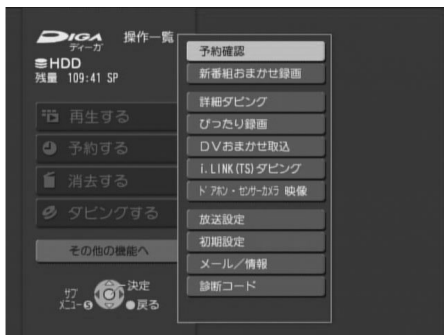 DIGA 操作一覧
ディーガ
HDD
残量 109:41 SP
再生する
予約する
消去する
ダビングする
その他の機能へ
サブ
メニュー S
決定
戻る
予約確認
新番組おまかせ録画
詳細ダビング
ぴったり録画
DVおまかせ取込
i.LINK(TS)ダビング
ドアホン・センサーカメラ 映像
放送設定
初期設定
メール/情報
診断コード